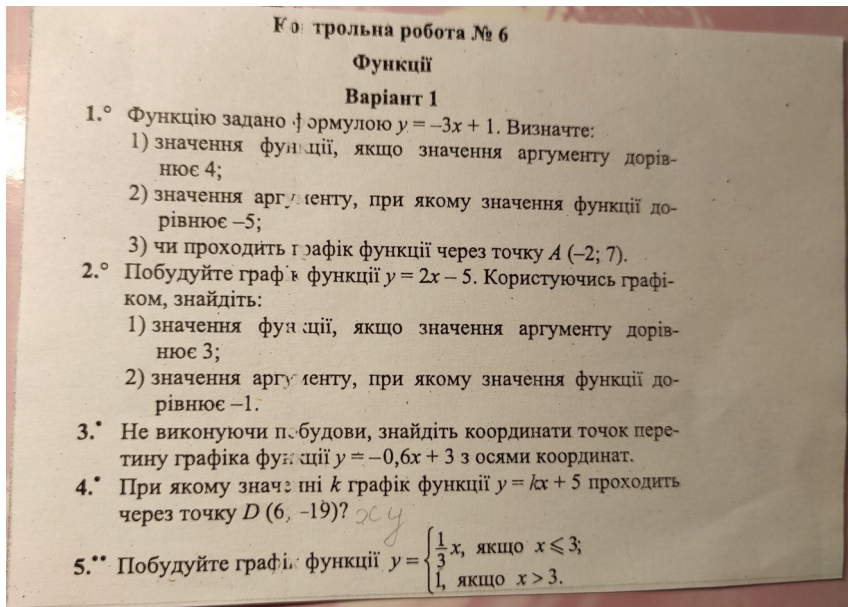 Контрольна робота № 6
Функції
Варіант 1
1.° Функцію задано формулою y = –3x + 1. Визначте:
1) значення функції, якщо значення аргументу дорів-
нює 4;
2) значення аргументу, при якому значення функції до-
рівнює –5;
3) чи проходить графік функції через точку A (–2; 7).
2.° Побудуйте графік функції y = 2x – 5. Користуючись графі-
ком, знайдіть:
1) значення функції, якщо значення аргументу дорів-
нює 3;
2) значення аргументу, при якому значення функції до-
рівнює –1.
3.• Не виконуючи побудови, знайдіть координати точок пере-
тину графіка функції y = –0,6x + 3 з осями координат.
4.• При якому значенні k графік функції y = kx + 5 проходить
через точку D (6, –19)? xy
5.•• Побудуйте графік функції y = { 1/3 x, якщо x ⩽ 3;
1, якщо x > 3.